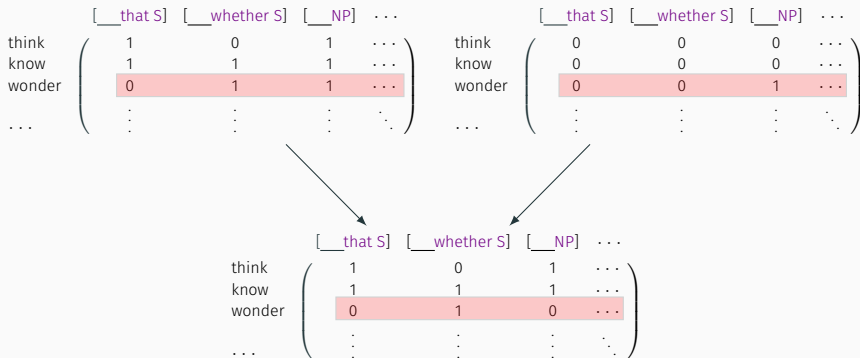 [___that S] [___whether S] [___NP] ···
think 1 0 1 ···
know 1 1 1 ···
wonder 0 1 1 ···
··· ⋮ ⋮ ⋮ ⋱
[___that S] [___whether S] [___NP] ···
think 0 0 0 ···
know 0 0 0 ···
wonder 0 0 1 ···
··· ⋮ ⋮ ⋮ ⋱
[___that S] [___whether S] [___NP] ···
think 1 0 1 ···
know 1 1 1 ···
wonder 0 1 0 ···
··· ⋮ ⋮ ⋮ ⋱